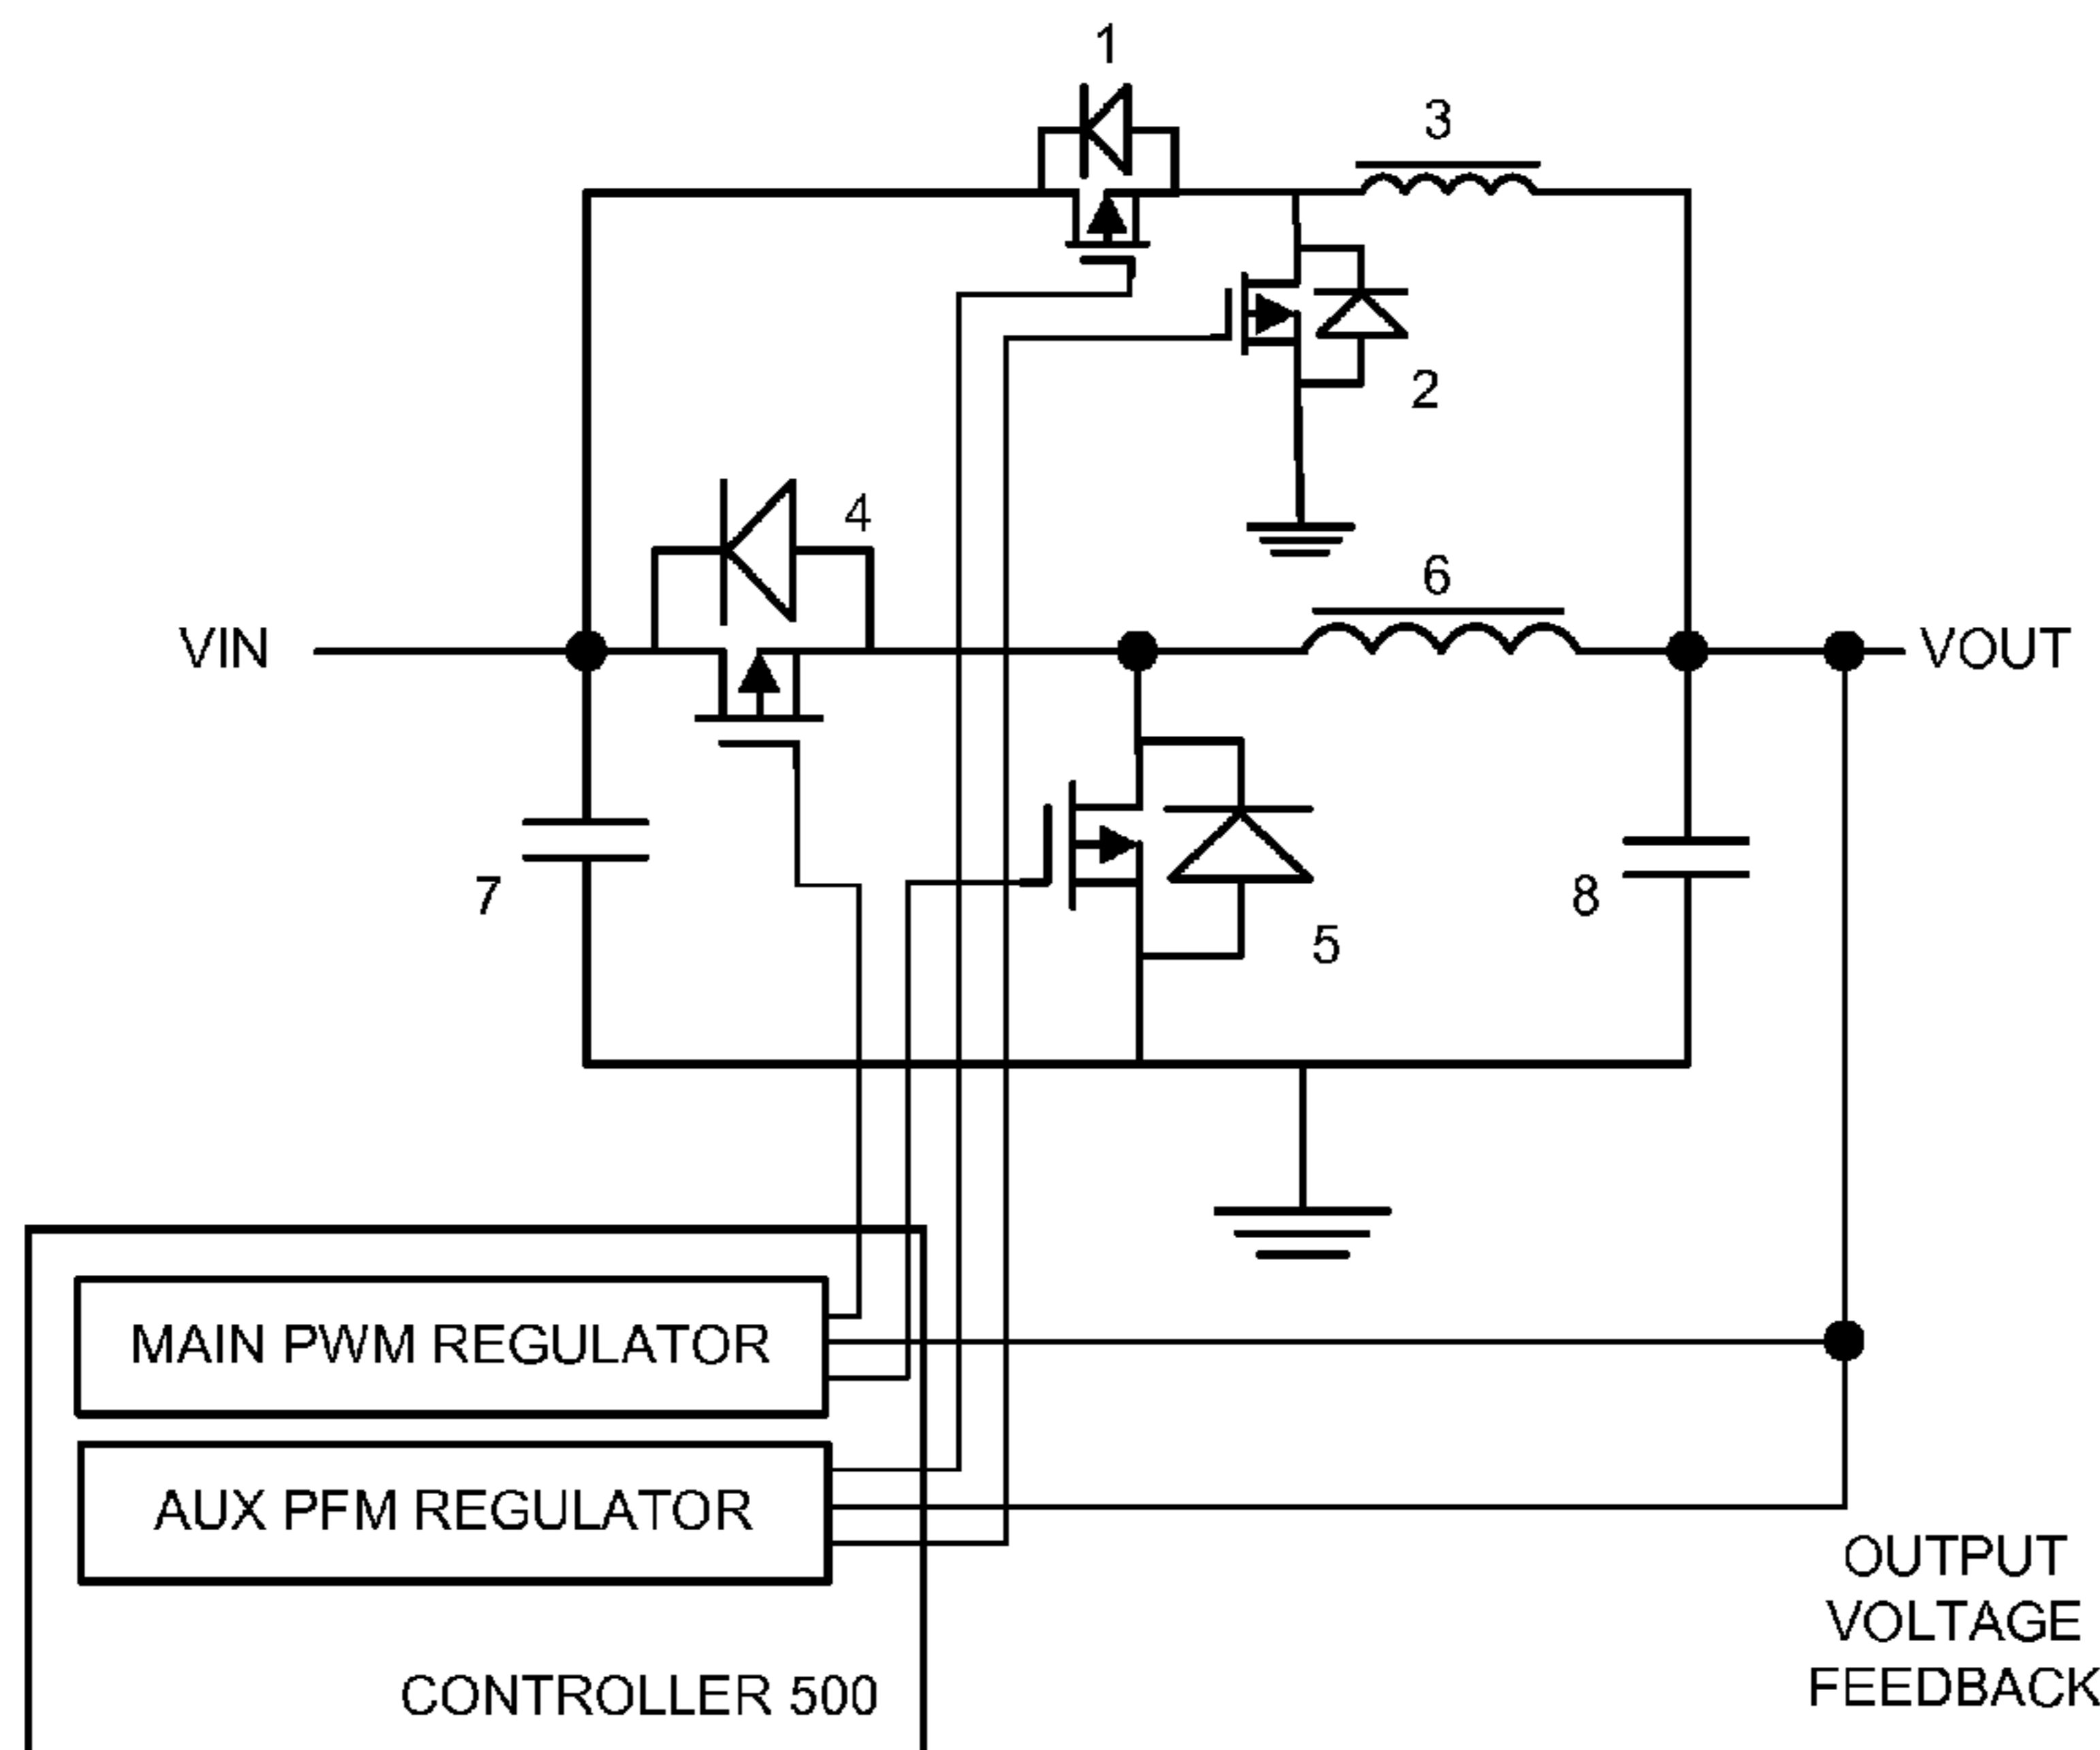 1
3
2
4
6
VIN
VOUT
7
8
5
MAIN PWM REGULATOR
AUX PFM REGULATOR
OUTPUT
VOLTAGE
FEEDBACK
CONTROLLER 500